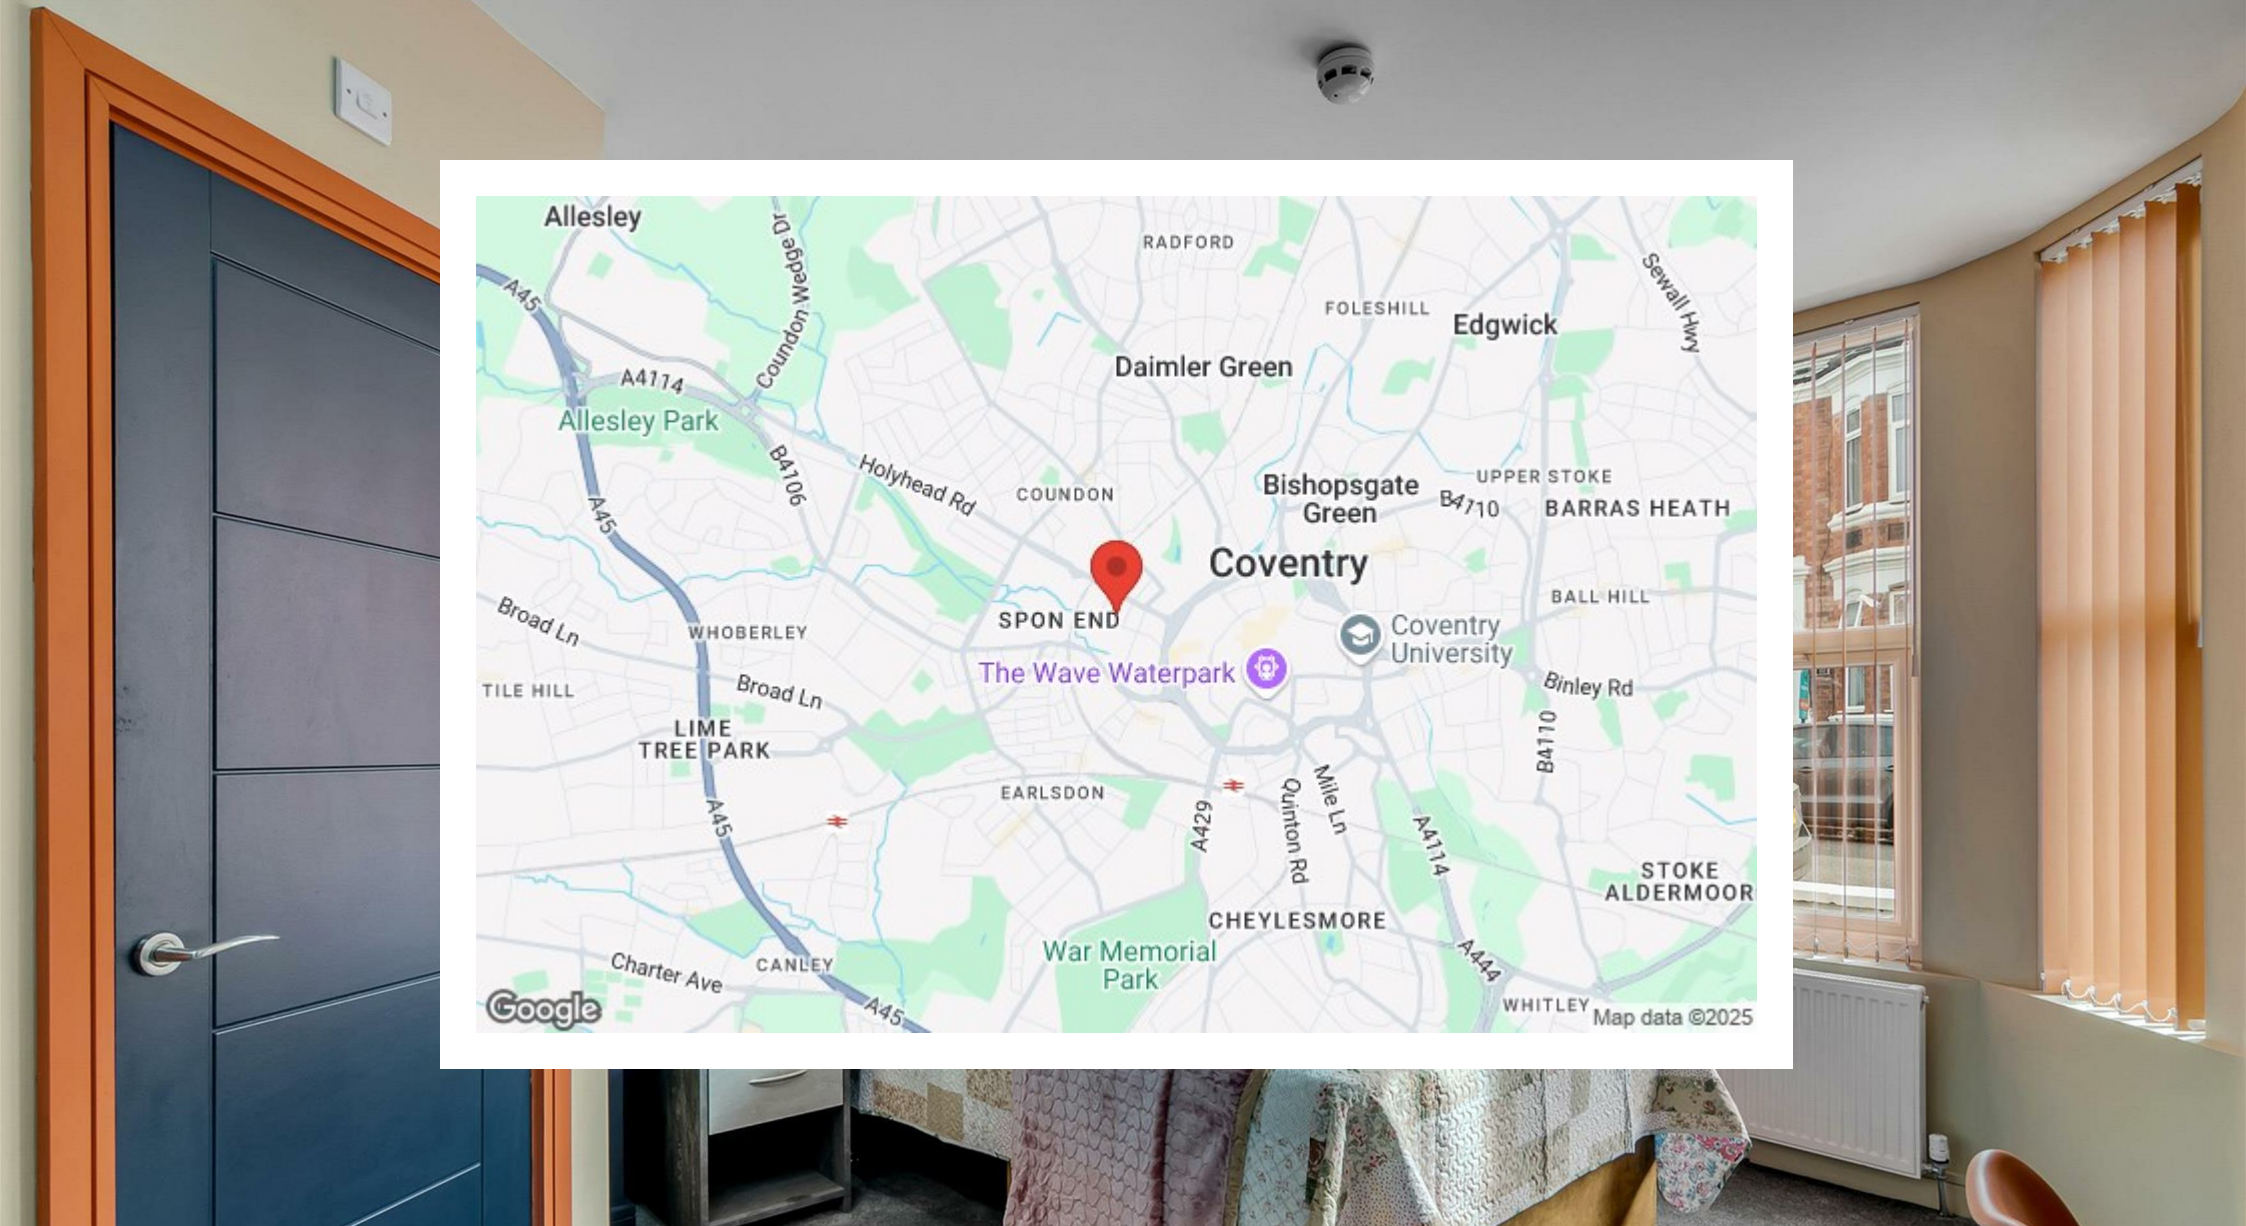 Allesley
Coundon Wedge Dr
RADFORD
Sewall Hwy
A45
FOLESHILL
Edgwick
Daimler Green
A4114
Allesley Park
B4106
Holyhead Rd
COUNDON
Bishopsgate
Green
B4710
UPPER STOKE
BARRAS HEATH
A45
Coventry
SPON END
BALL HILL
Broad Ln
WHOBERLEY
Coventry
University
The Wave Waterpark
TILE HILL
Broad Ln
Binley Rd
LIME
TREE PARK
B4110
EARLSDON
A45
A429
Quinton Rd
Mile Ln
A4114
STOKE
ALDERMOOR
CHEYLESMORE
War Memorial
Park
Charter Ave
CANLEY
A444
A45
WHITLEY
Google
Map data ©2025